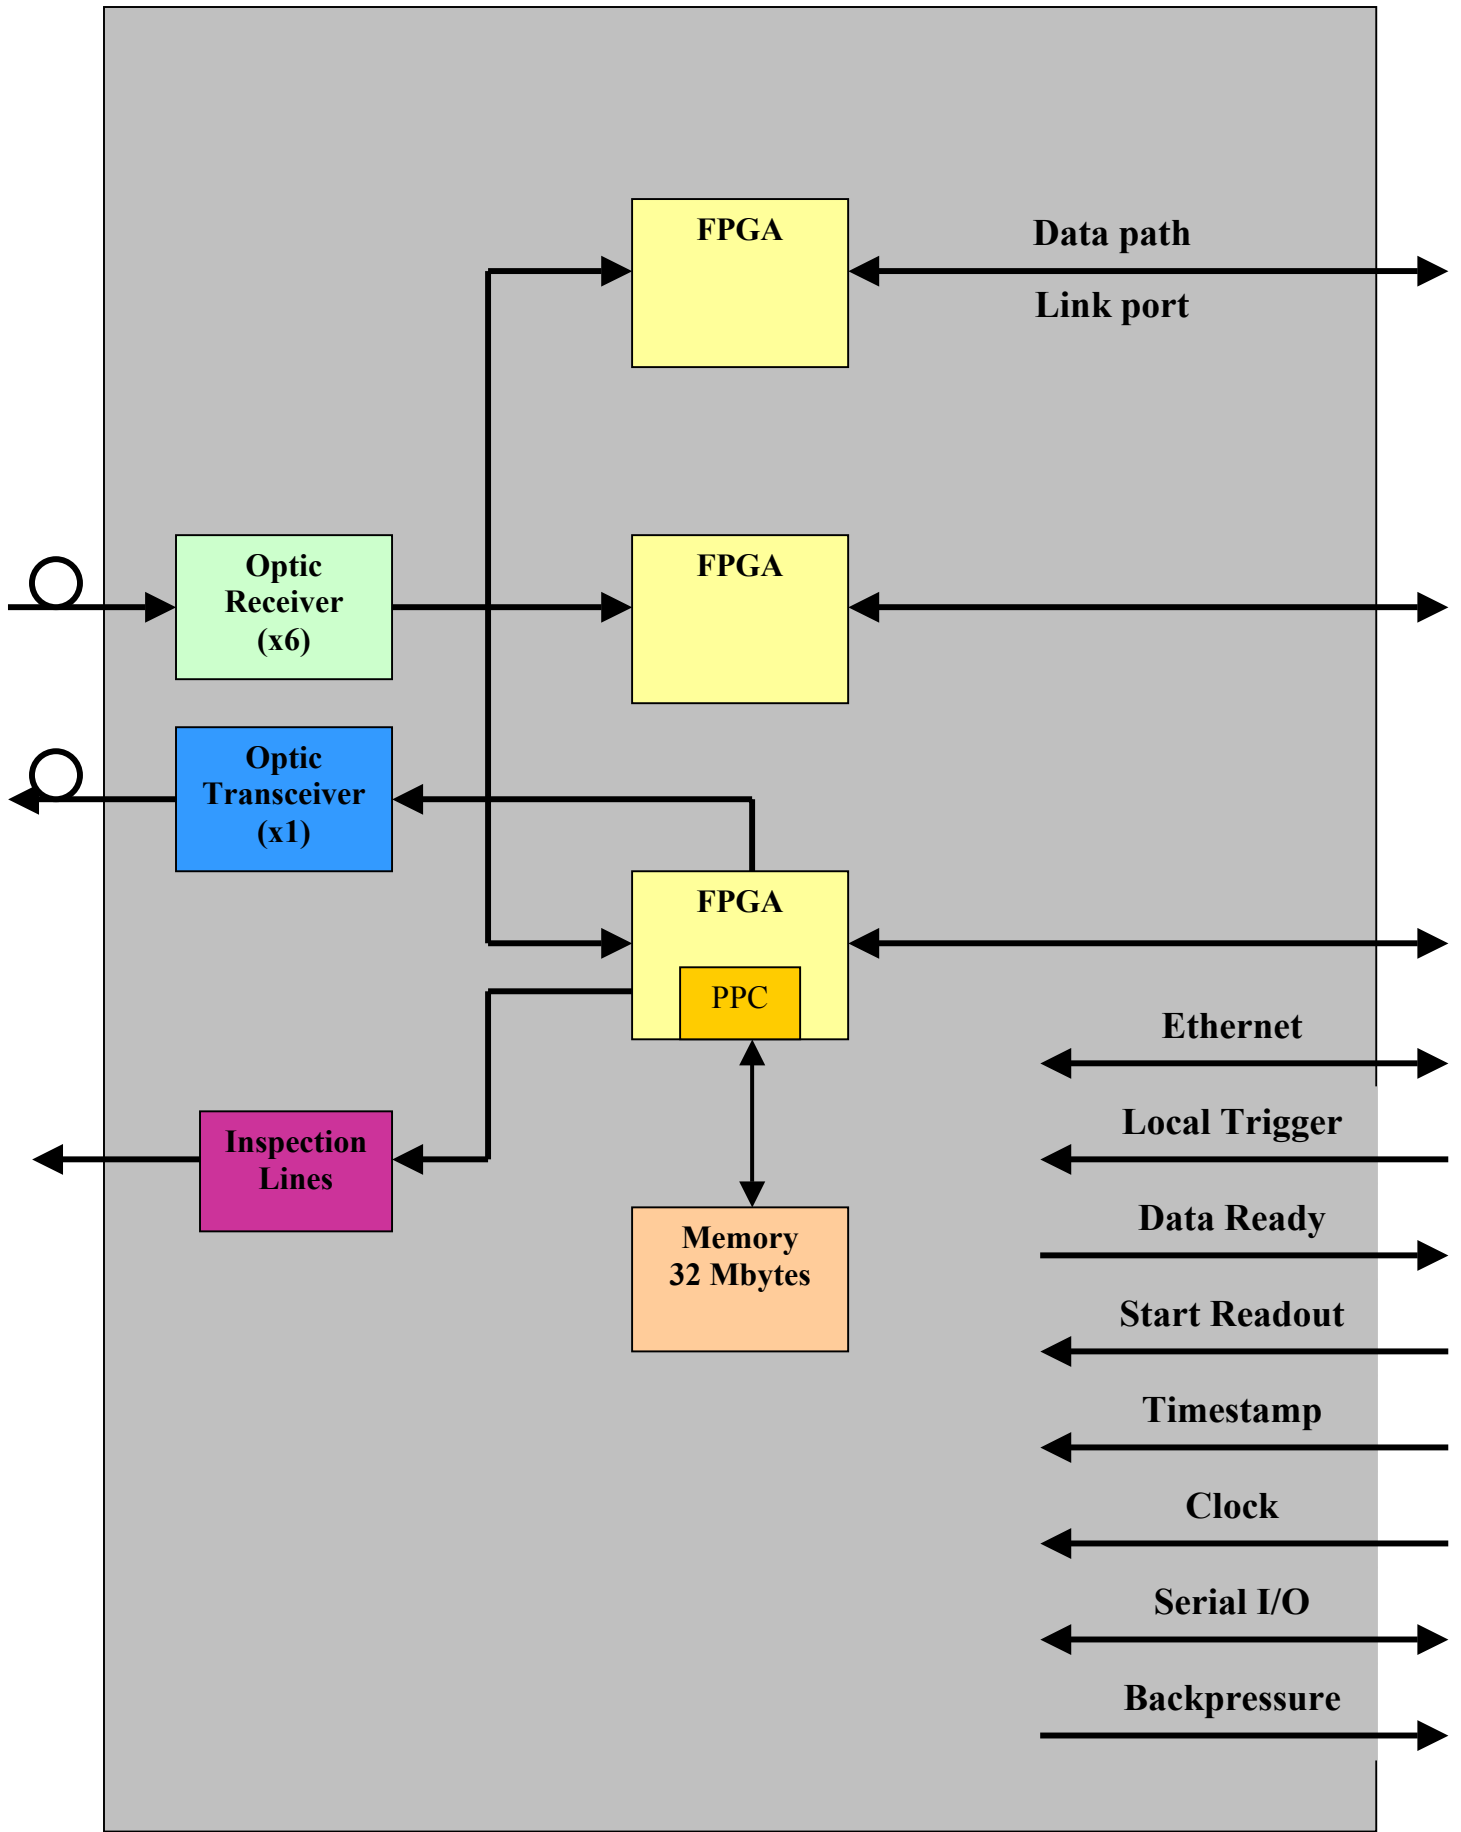 FPGA
Data path
Link port
Optic
Receiver
(x6)
FPGA
Optic
Transceiver
(x1)
FPGA
PPC
Ethernet
Inspection
Lines
Local Trigger
Memory
32 Mbytes
Data Ready
Start Readout
Timestamp
Clock
Serial I/O
Backpressure